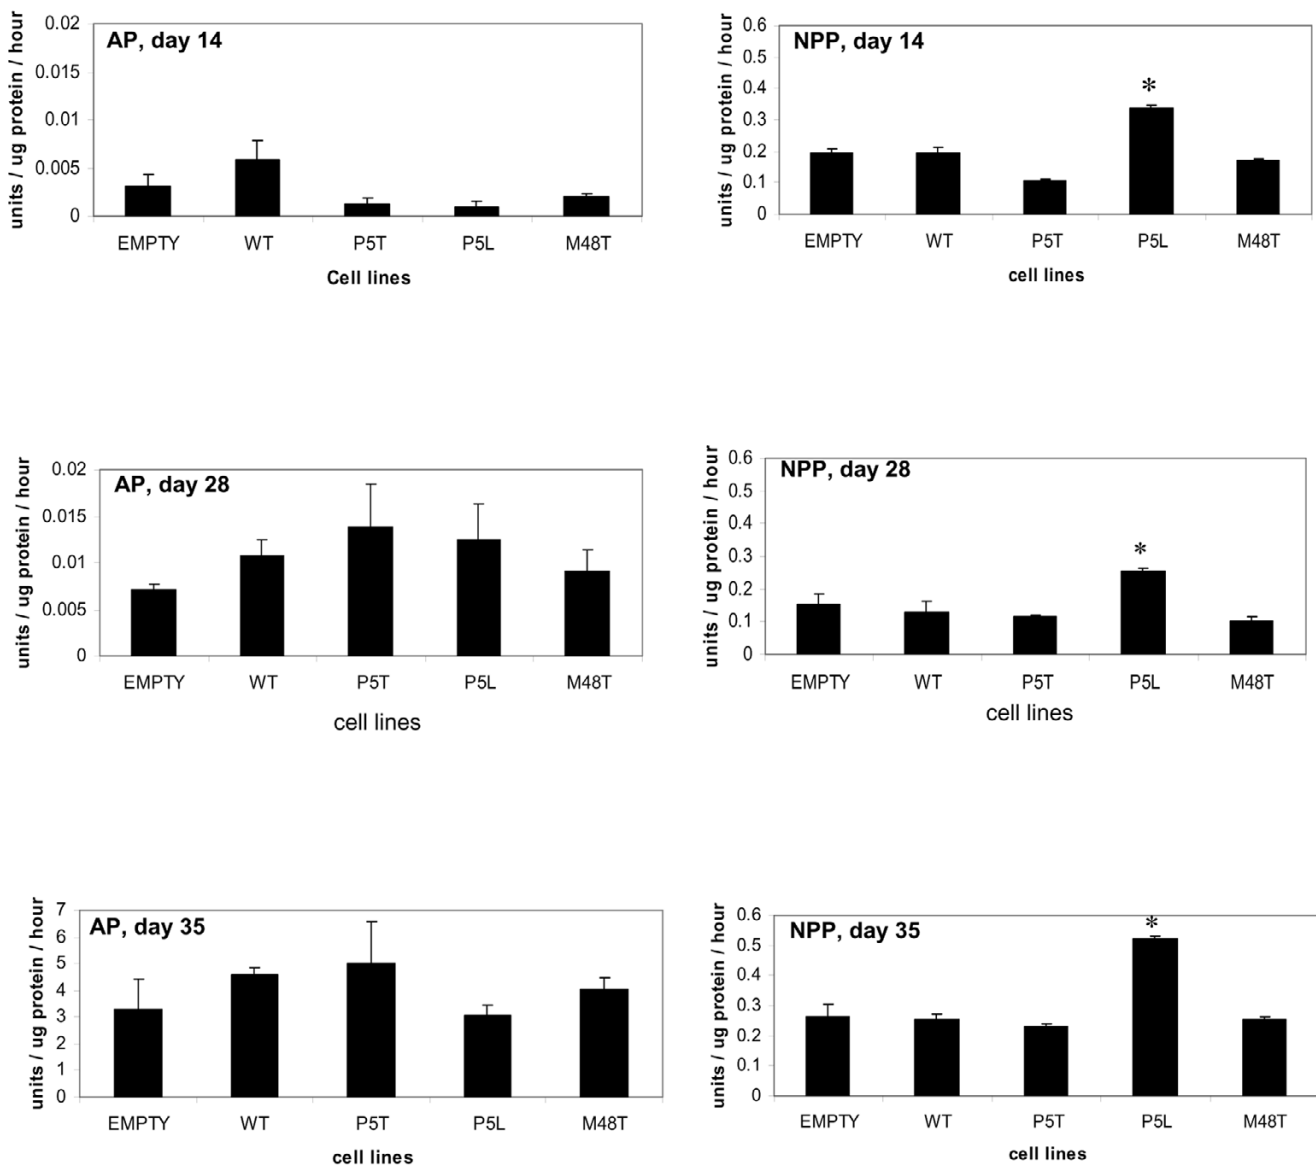 AP, day 14
units / ug protein / hour
0.02
0.015
0.01
0.005
0
EMPTY WT P5T P5L M48T
Cell lines
NPP, day 14
units / ug protein / hour
0.6
0.5
0.4
0.3
0.2
0.1
0
*
EMPTY WT P5T P5L M48T
cell lines
AP, day 28
units / ug protein / hour
0.02
0.015
0.01
0.005
0
EMPTY WT P5T P5L M48T
cell lines
NPP, day 28
units / ug protein / hour
0.6
0.5
0.4
0.3
0.2
0.1
0
*
EMPTY WT P5T P5L M48T
cell lines
AP, day 35
units / ug protein / hour
7
6
5
4
3
2
1
0
EMPTY WT P5T P5L M48T
cell lines
NPP, day 35
units / ug protein / hour
0.6
0.5
0.4
0.3
0.2
0.1
0
*
EMPTY WT P5T P5L M48T
cell lines